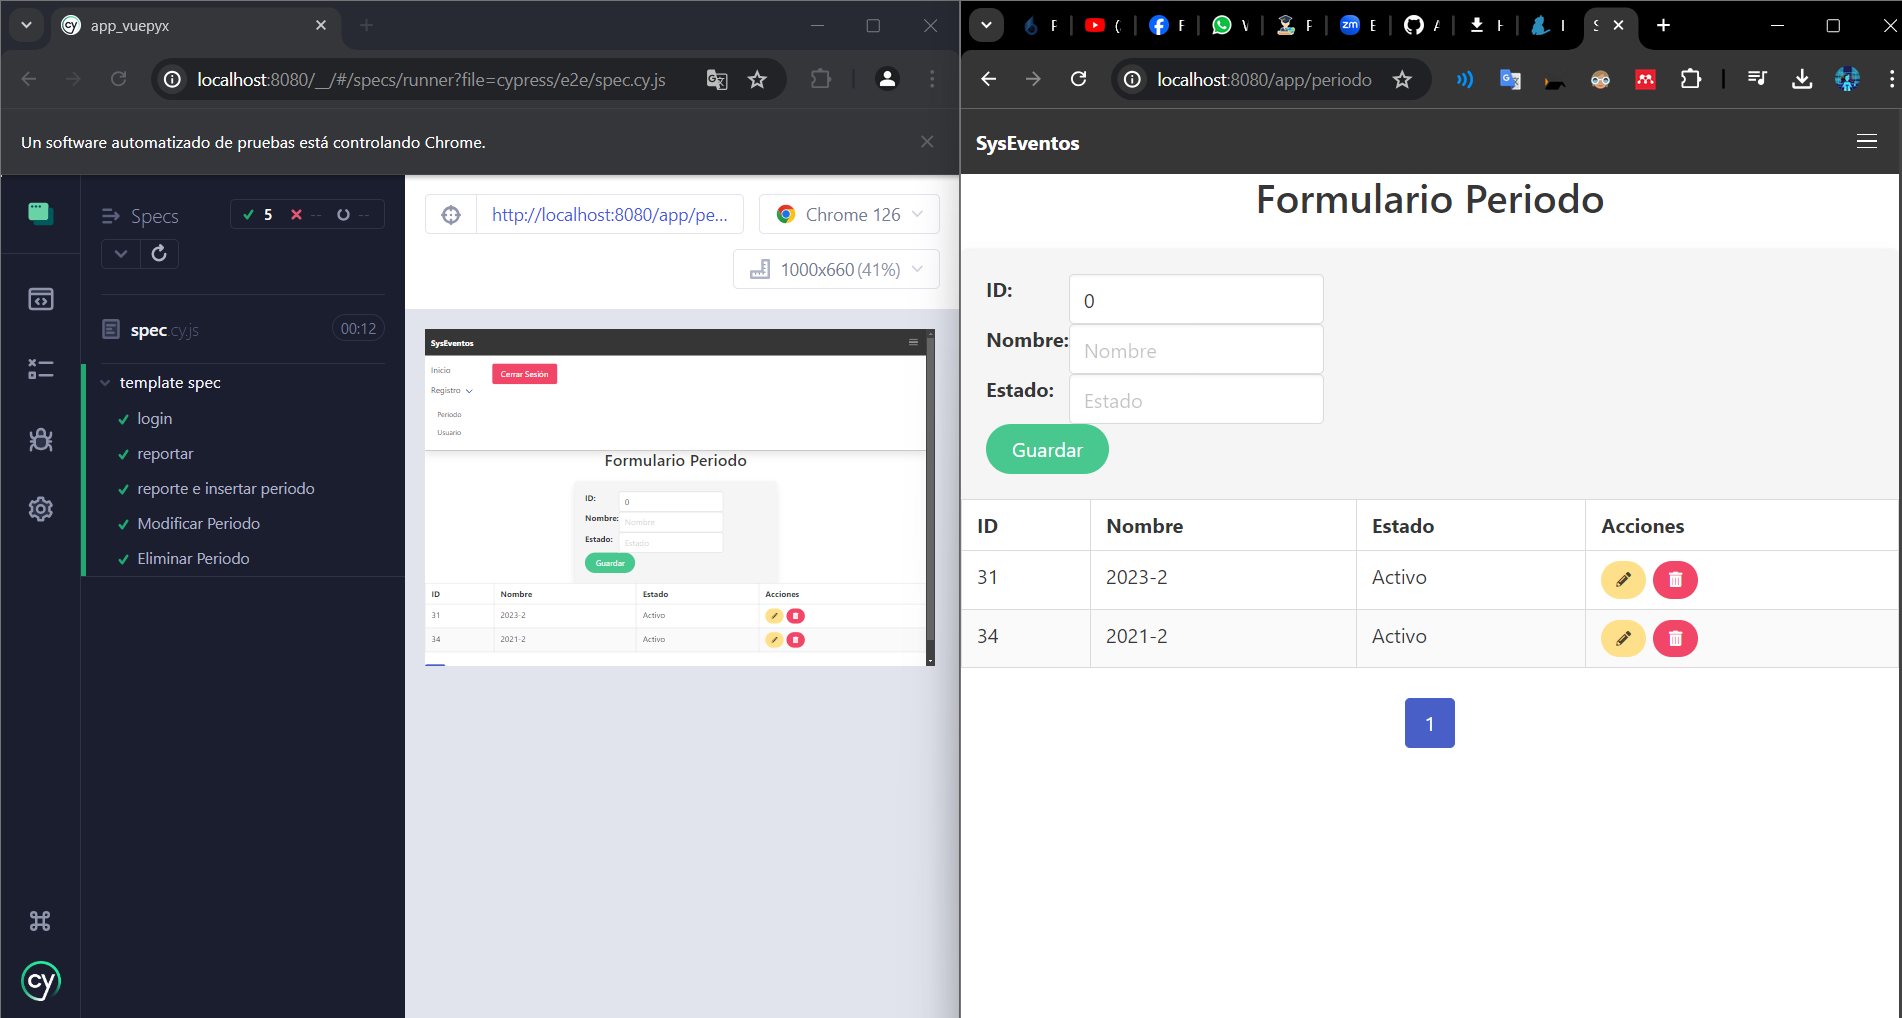 app_vuepyx
localhost:8080/__/#/specs/runner?file=cypress/e2e/spec.cy.js
Un software automatizado de pruebas está controlando Chrome.
Specs
5
--
--
spec.cy.js
00:12
template spec
login
reportar
reporte e insertar periodo
Modificar Periodo
Eliminar Periodo
cy
http://localhost:8080/app/pe...
Chrome 126
1000x660 (41%)
SysEventos
Inicio
Cerrar Sesión
Registro
Periodo
Usuario
Formulario Periodo
ID:
0
Nombre:
Nombre
Estado:
Estado
Guardar
ID Nombre Estado Acciones
31 2023-2 Activo
34 2021-2 Activo
zm
localhost:8080/app/periodo
SysEventos
Formulario Periodo
ID:
0
Nombre:
Nombre
Estado:
Estado
Guardar
ID Nombre Estado Acciones
31 2023-2 Activo
34 2021-2 Activo
1